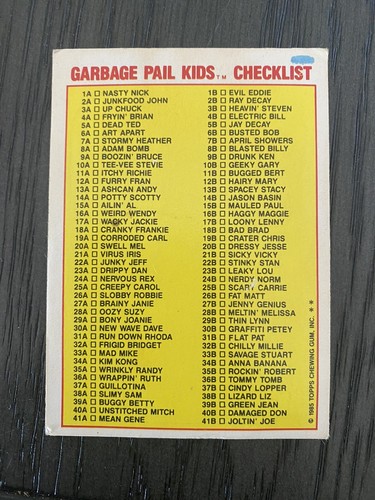 GARBAGE PAIL KIDS TM CHECKLIST
1A □ NASTY NICK
2A □ JUNKFOOD JOHN
3A □ UP CHUCK
4A □ FRYIN' BRIAN
5A □ DEAD TED
6A □ ART APART
7A □ STORMY HEATHER
8A □ ADAM BOMB
9A □ BOOZIN' BRUCE
10A □ TEE-VEE STEVIE
11A □ ITCHY RICHIE
12A □ FURRY FRAN
13A □ ASHCAN ANDY
14A □ POTTY SCOTTY
15A □ AILIN' AL
16A □ WEIRD WENDY
17A □ WACKY JACKIE
18A □ CRANKY FRANKIE
19A □ CORRODED CARL
20A □ SWELL MEL
21A □ VIRUS IRIS
22A □ JUNKY JEFF
23A □ DRIPPY DAN
24A □ NERVOUS REX
25A □ CREEPY CAROL
26A □ SLOBBY ROBBIE
27A □ BRAINY JANIE
28A □ OOZY SUZY
29A □ BONY JOANIE
30A □ NEW WAVE DAVE
31A □ RUN DOWN RHODA
32A □ FRIGID BRIDGET
33A □ MAD MIKE
34A □ KIM KONG
35A □ WRINKLY RANDY
36A □ WRAPPIN' RUTH
37A □ GUILLOTINA
38A □ SLIMY SAM
39A □ BUGGY BETTY
40A □ UNSTITCHED MITCH
41A □ MEAN GENE
1B □ EVIL EDDIE
2B □ RAY DECAY
3B □ HEAVIN' STEVEN
4B □ ELECTRIC BILL
5B □ JAY DECAY
6B □ BUSTED BOB
7B □ APRIL SHOWERS
8B □ BLASTED BILLY
9B □ DRUNK KEN
10B □ GEEKY GARY
11B □ BUGGED BERT
12B □ HAIRY MARY
13B □ SPACEY STACY
14B □ JASON BASIN
15B □ MAULED PAUL
16B □ HAGGY MAGGIE
17B □ LOONY LENNY
18B □ BAD BRAD
19B □ CRATER CHRIS
20B □ DRESSY JESSE
21B □ SICKY VICKY
22B □ STINKY STAN
23B □ LEAKY LOU
24B □ NERDY NORM
25B □ SCARY CARRIE
26B □ FAT MATT
27B □ JENNY GENIUS
28B □ MELTIN' MELISSA
29B □ THIN LYNN
30B □ GRAFFITI PETEY
31B □ FLAT PAT
32B □ CHILLY MILLIE
33B □ SAVAGE STUART
34B □ ANNA BANANA
35B □ ROCKIN' ROBERT
36B □ TOMMY TOMB
37B □ CINDY LOPPER
38B □ LIZARD LIZ
39B □ GREEN JEAN
40B □ DAMAGED DON
41B □ JOLTIN' JOE
© 1985 TOPPS CHEWING GUM, INC. **